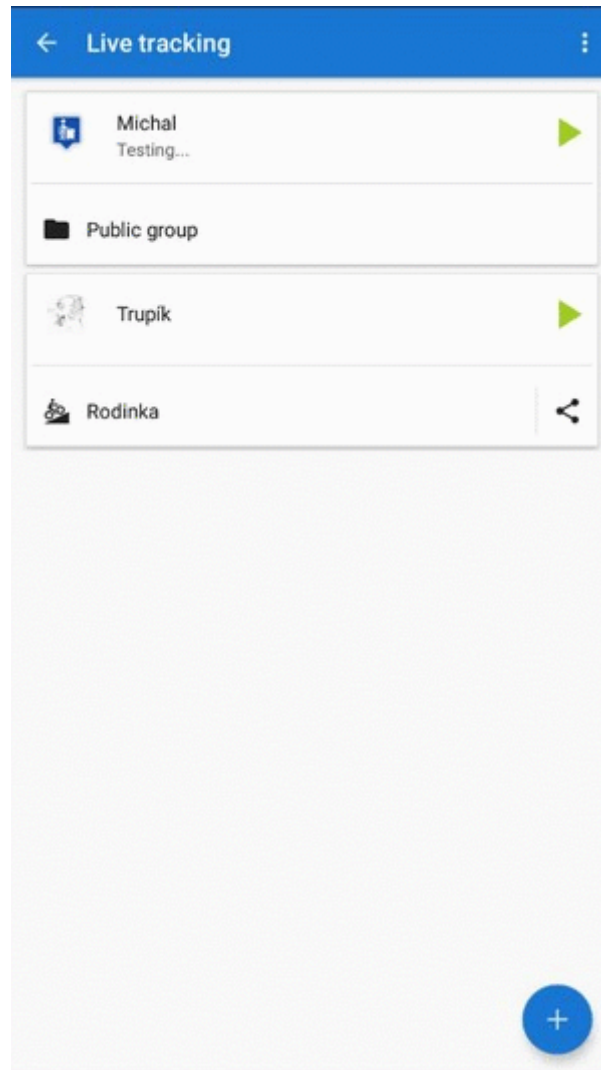 Live tracking
Michal
Testing...
Public group
Trupík
Rodinka